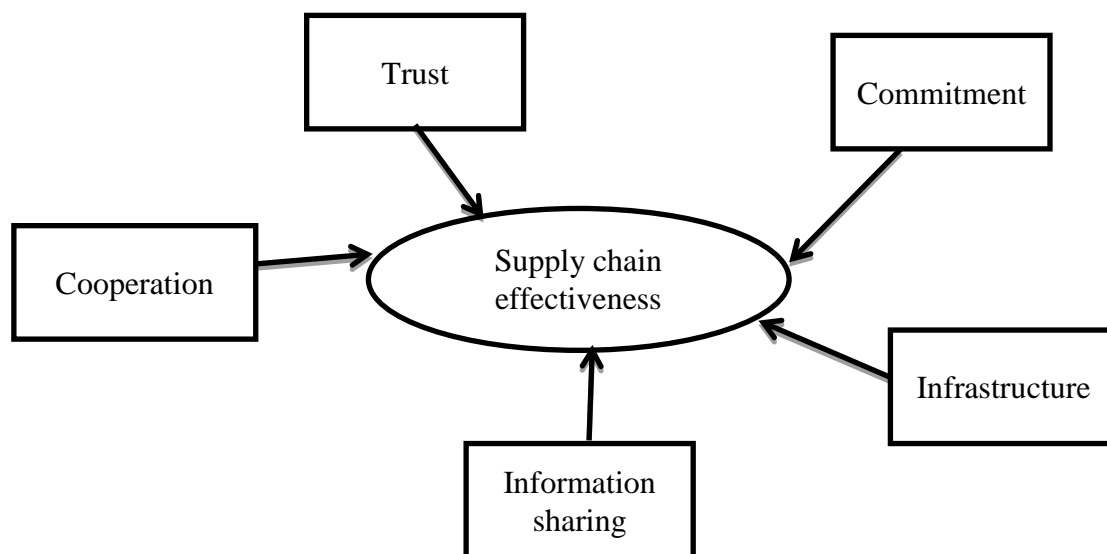 Trust
Commitment
Cooperation
Supply chain
effectiveness
Infrastructure
Information
sharing